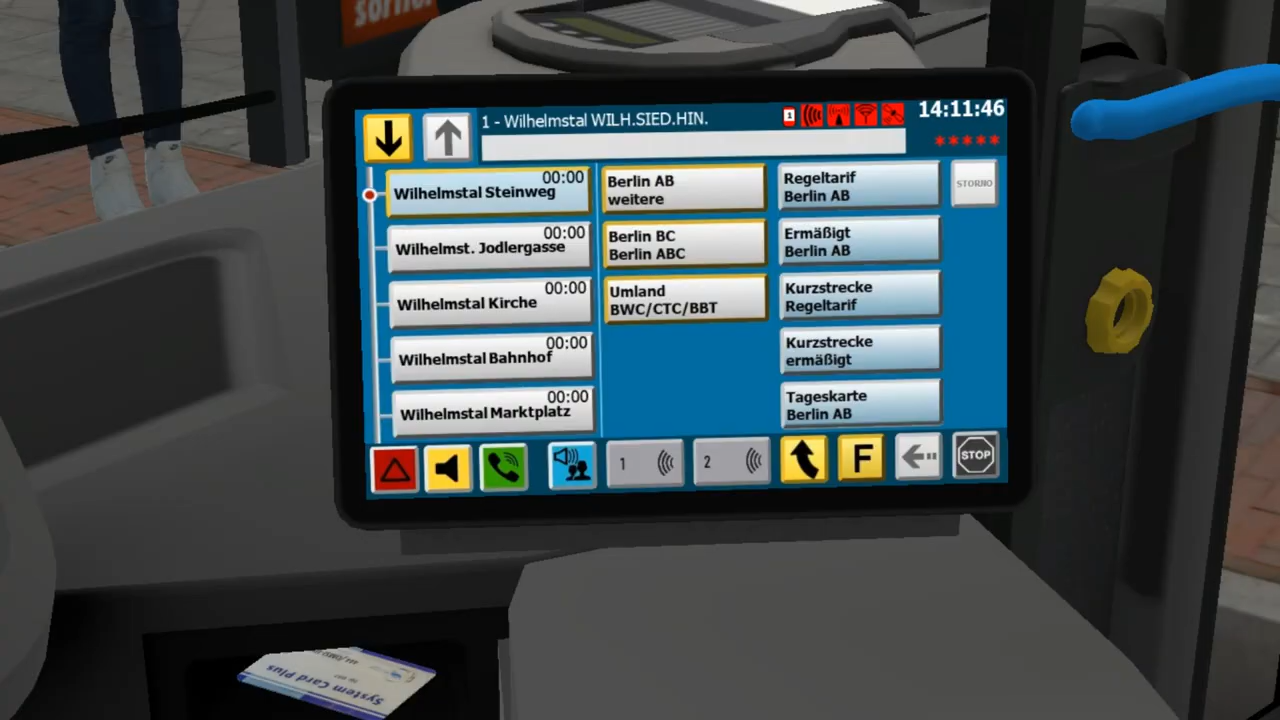 sorno.
1 - Wilhelmstal WILH.SIED.HIN.
1
14:11:46
*****
00:00
Wilhelmstal Steinweg
00:00
Wilhelmst. Jodlergasse
00:00
Wilhelmstal Kirche
00:00
Wilhelmstal Bahnhof
00:00
Wilhelmstal Marktplatz
Berlin AB
weitere
Berlin BC
Berlin ABC
Umland
BWC/CTC/BBT
Regeltarif
Berlin AB
Ermäßigt
Berlin AB
Kurzstrecke
Regeltarif
Kurzstrecke
ermäßigt
Tageskarte
Berlin AB
STORNO
1
2
F
STOP
System Card Plus